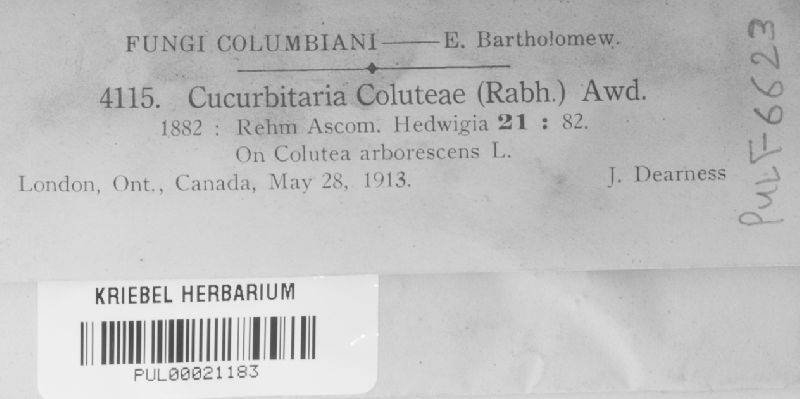 FUNGI COLUMBIANI——E. Bartholomew.
4115. Cucurbitaria Coluteae (Rabh.) Awd.
1882 : Rehm Ascom. Hedwigia 21 : 82.
On Colutea arborescens L.
London, Ont., Canada, May 28, 1913. J. Dearness
PUL F6623
KRIEBEL HERBARIUM
PUL00021183